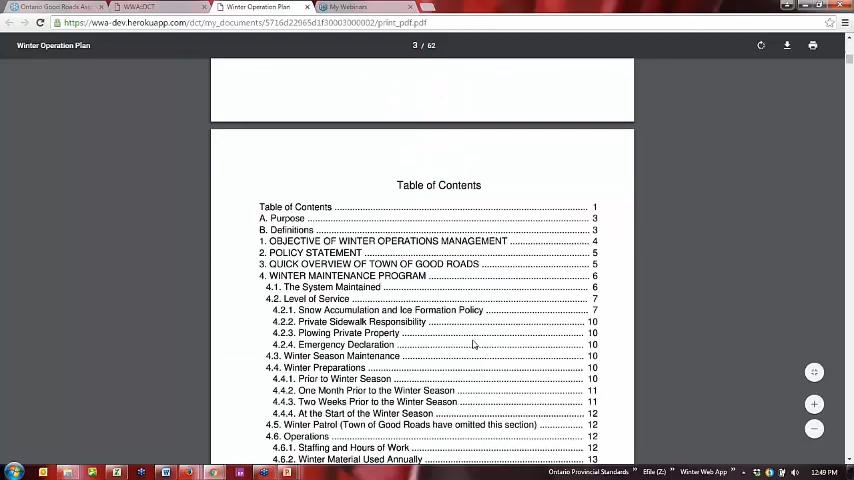 Ontario Good Roads Ass
WWA:DCT
Winter Operation Plan
My Webinars
https://wwa-dev.herokuapp.com/dct/my_documents/5716d22965d1f30003000002/print_pdf.pdf
Winter Operation Plan
3 / 62
Table of Contents
Table of Contents ........ 1
A. Purpose ........ 3
B. Definitions ........ 3
1. OBJECTIVE OF WINTER OPERATIONS MANAGEMENT ........ 4
2. POLICY STATEMENT ........ 5
3. QUICK OVERVIEW OF TOWN OF GOOD ROADS ........ 5
4. WINTER MAINTENANCE PROGRAM ........ 6
4.1. The System Maintained ........ 6
4.2. Level of Service ........ 7
4.2.1. Snow Accumulation and Ice Formation Policy ........ 7
4.2.2. Private Sidewalk Responsibility ........ 10
4.2.3. Plowing Private Property ........ 10
4.2.4. Emergency Declaration ........ 10
4.3. Winter Season Maintenance ........ 10
4.4. Winter Preparations ........ 10
4.4.1. Prior to Winter Season ........ 10
4.4.2. One Month Prior to the Winter Season ........ 11
4.4.3. Two Weeks Prior to the Winter Season ........ 11
4.4.4. At the Start of the Winter Season ........ 12
4.5. Winter Patrol (Town of Good Roads have omitted this section) ........ 12
4.6. Operations ........ 12
4.6.1. Staffing and Hours of Work ........ 12
4.6.2. Winter Material Used Annually ........ 13
Ontario Provincial Standards
Efile (Z:)
Winter Web App
12:49 PM